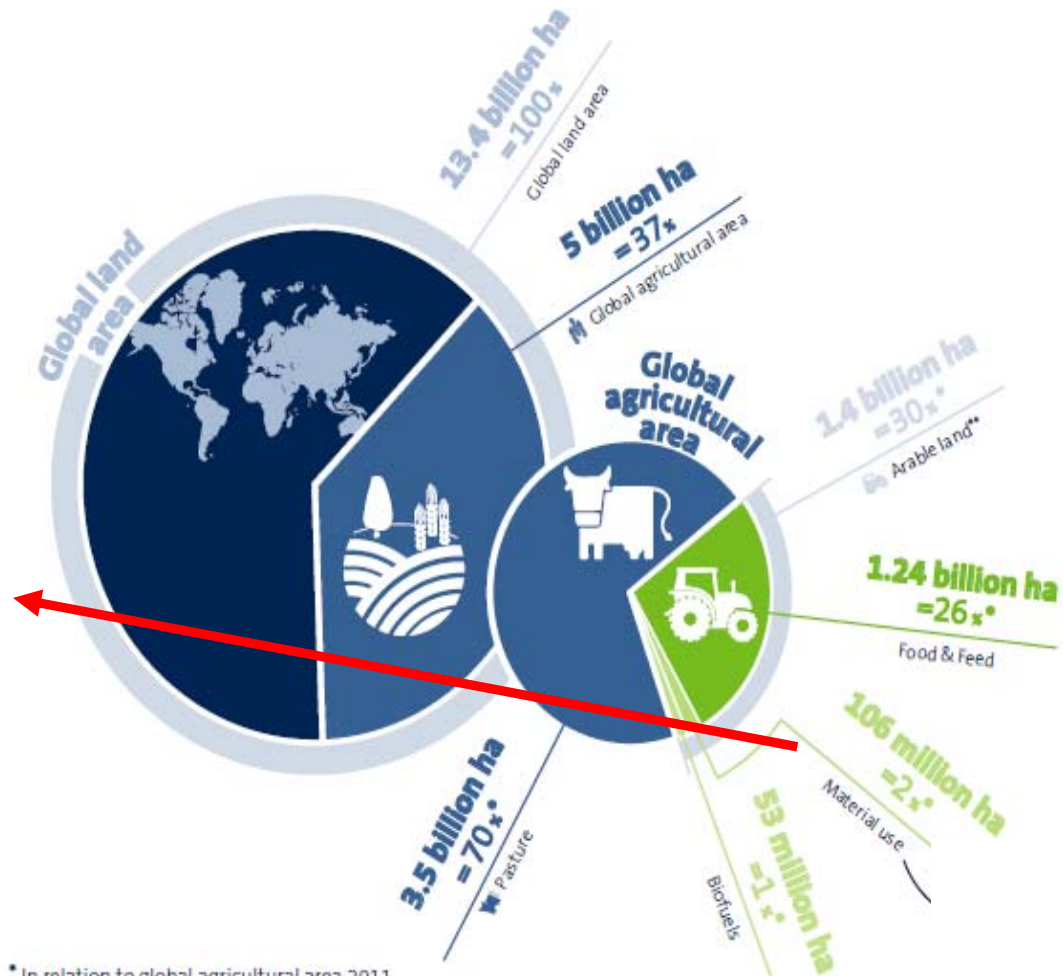 Global land
area
13.4 billion ha
=100%
Global land area
5 billion ha
=37%
Global agricultural area
Global
agricultural
area
1.4 billion ha
=30%*
Arable land**
1.24 billion ha
=26%*
Food & Feed
106 million ha
=2%*
Material use
53 million ha
=1%*
Biofuels
3.5 billion ha
=70%*
Pasture
* In relation to global agricultural area 2011